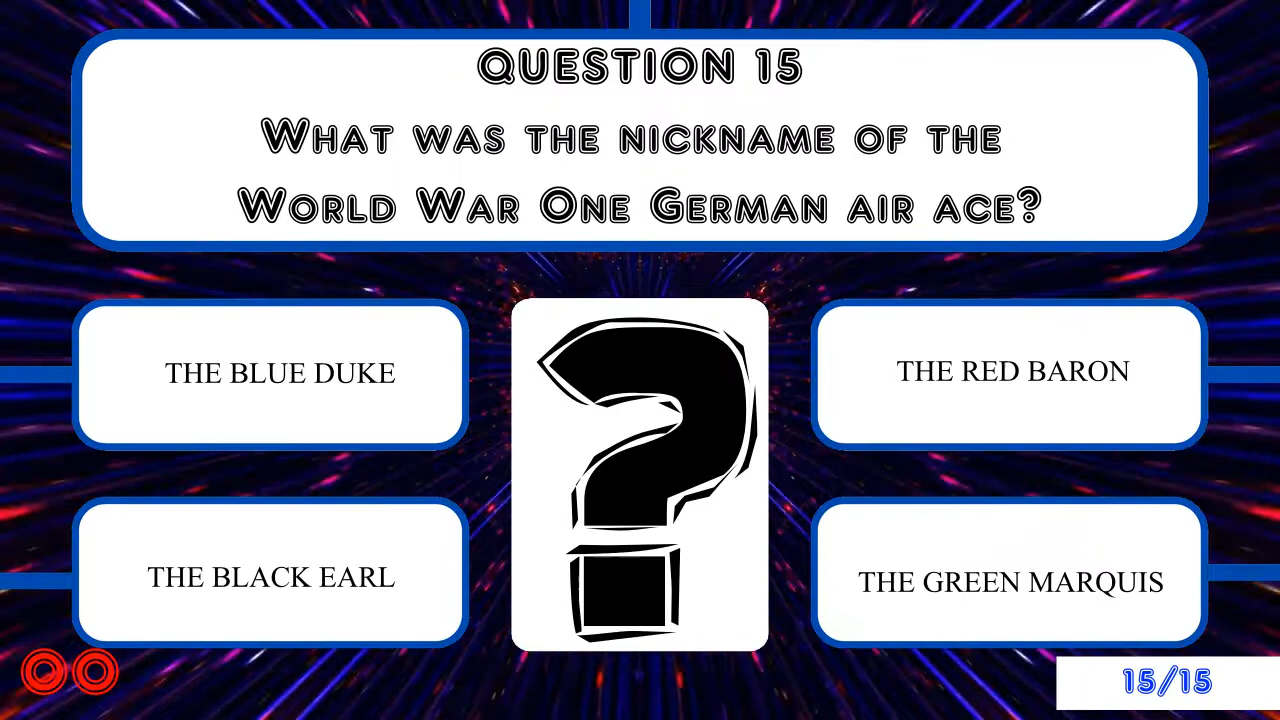 QUESTION 15
WHAT WAS THE NICKNAME OF THE
WORLD WAR ONE GERMAN AIR ACE?
THE BLUE DUKE
THE RED BARON
?
THE BLACK EARL
THE GREEN MARQUIS
00
15/15